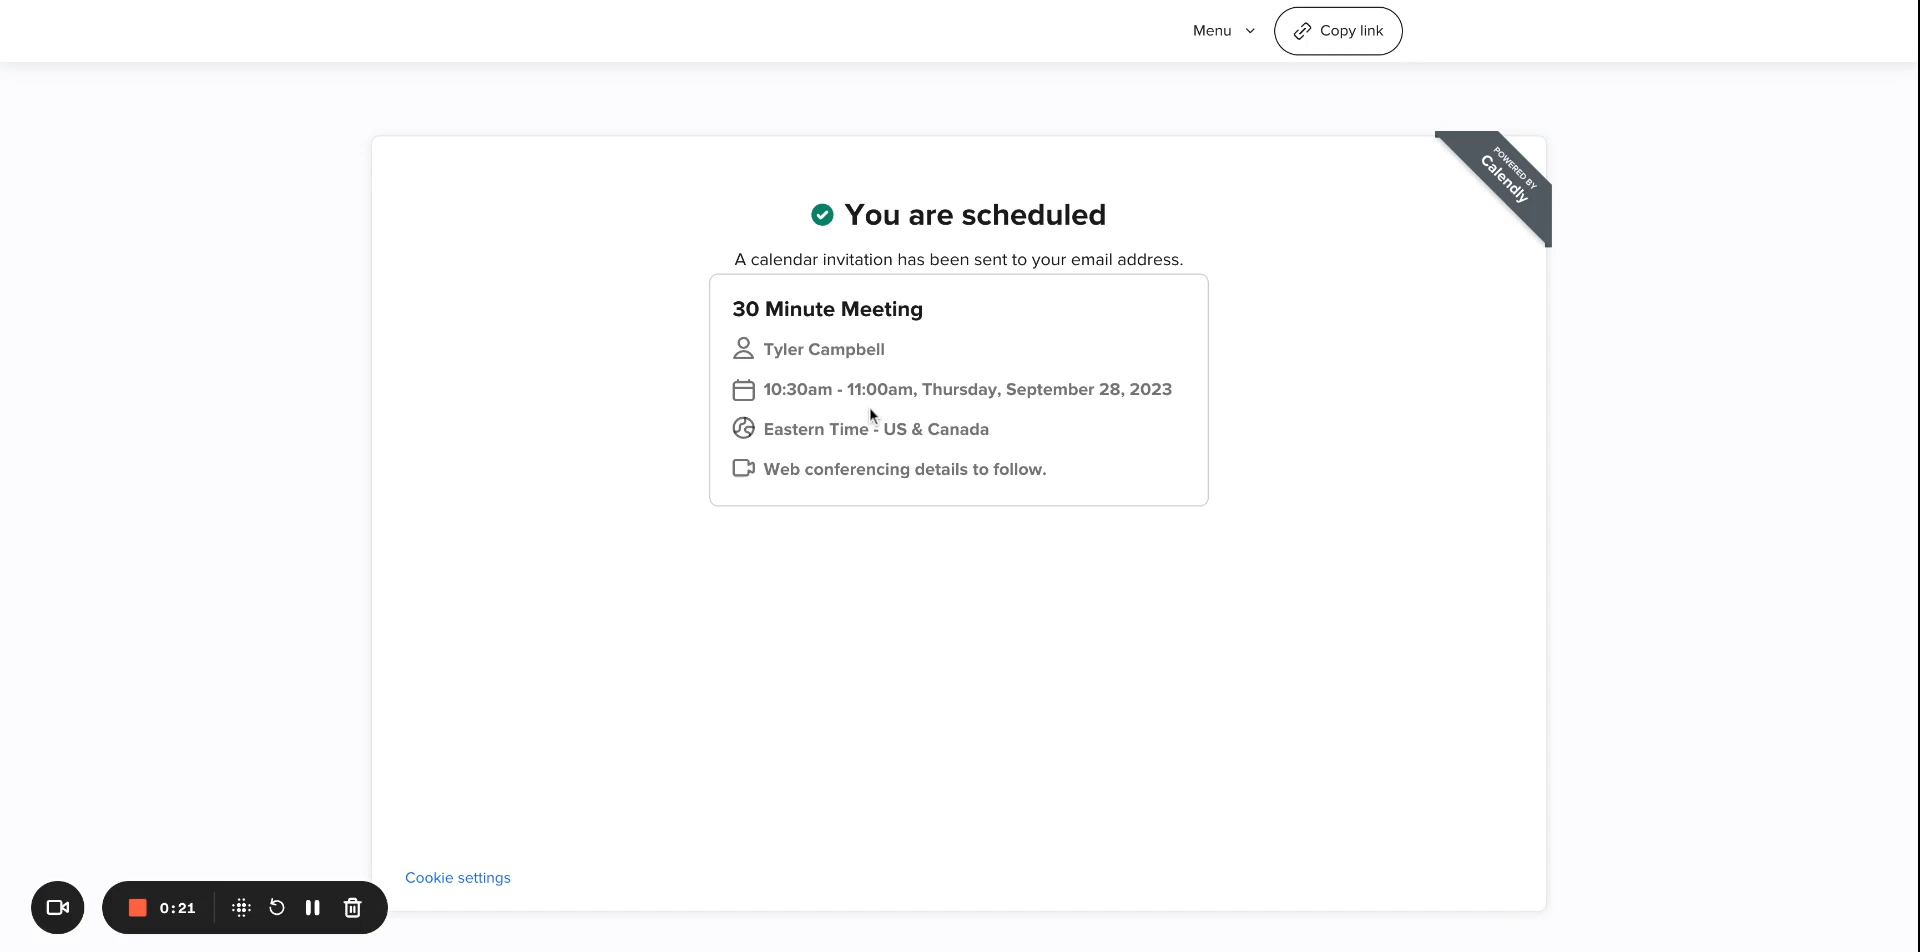 Menu
Copy link
POWERED BY
Calendly
You are scheduled
A calendar invitation has been sent to your email address.
30 Minute Meeting
Tyler Campbell
10:30am - 11:00am, Thursday, September 28, 2023
Eastern Time - US & Canada
Web conferencing details to follow.
Cookie settings
0:21